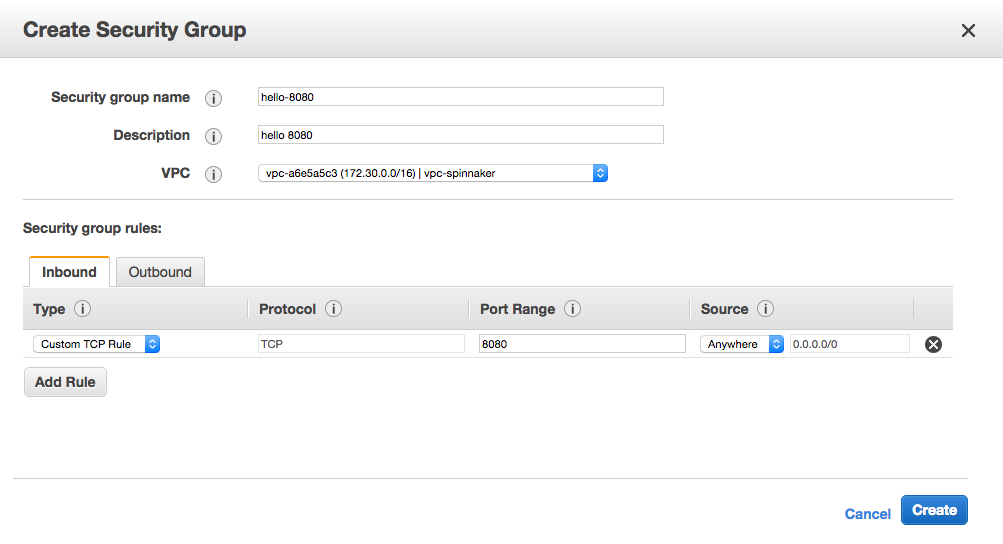 Create Security Group
Security group name hello-8080
Description hello 8080
VPC vpc-a6e5a5c3 (172.30.0.0/16) | vpc-spinnaker
Security group rules:
Inbound Outbound
Type Protocol Port Range Source
Custom TCP Rule TCP 8080 Anywhere 0.0.0.0/0
Add Rule
Cancel Create